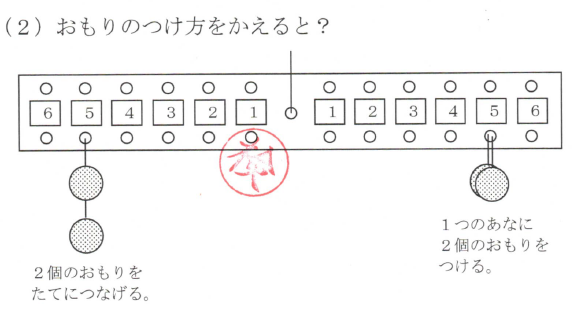 (2) おもりのつけ方をかえると?
6 5 4 3 2 1 1 2 3 4 5 6
1つのあなに
2個のおもりを
つける。
2個のおもりを
たてにつなげる。